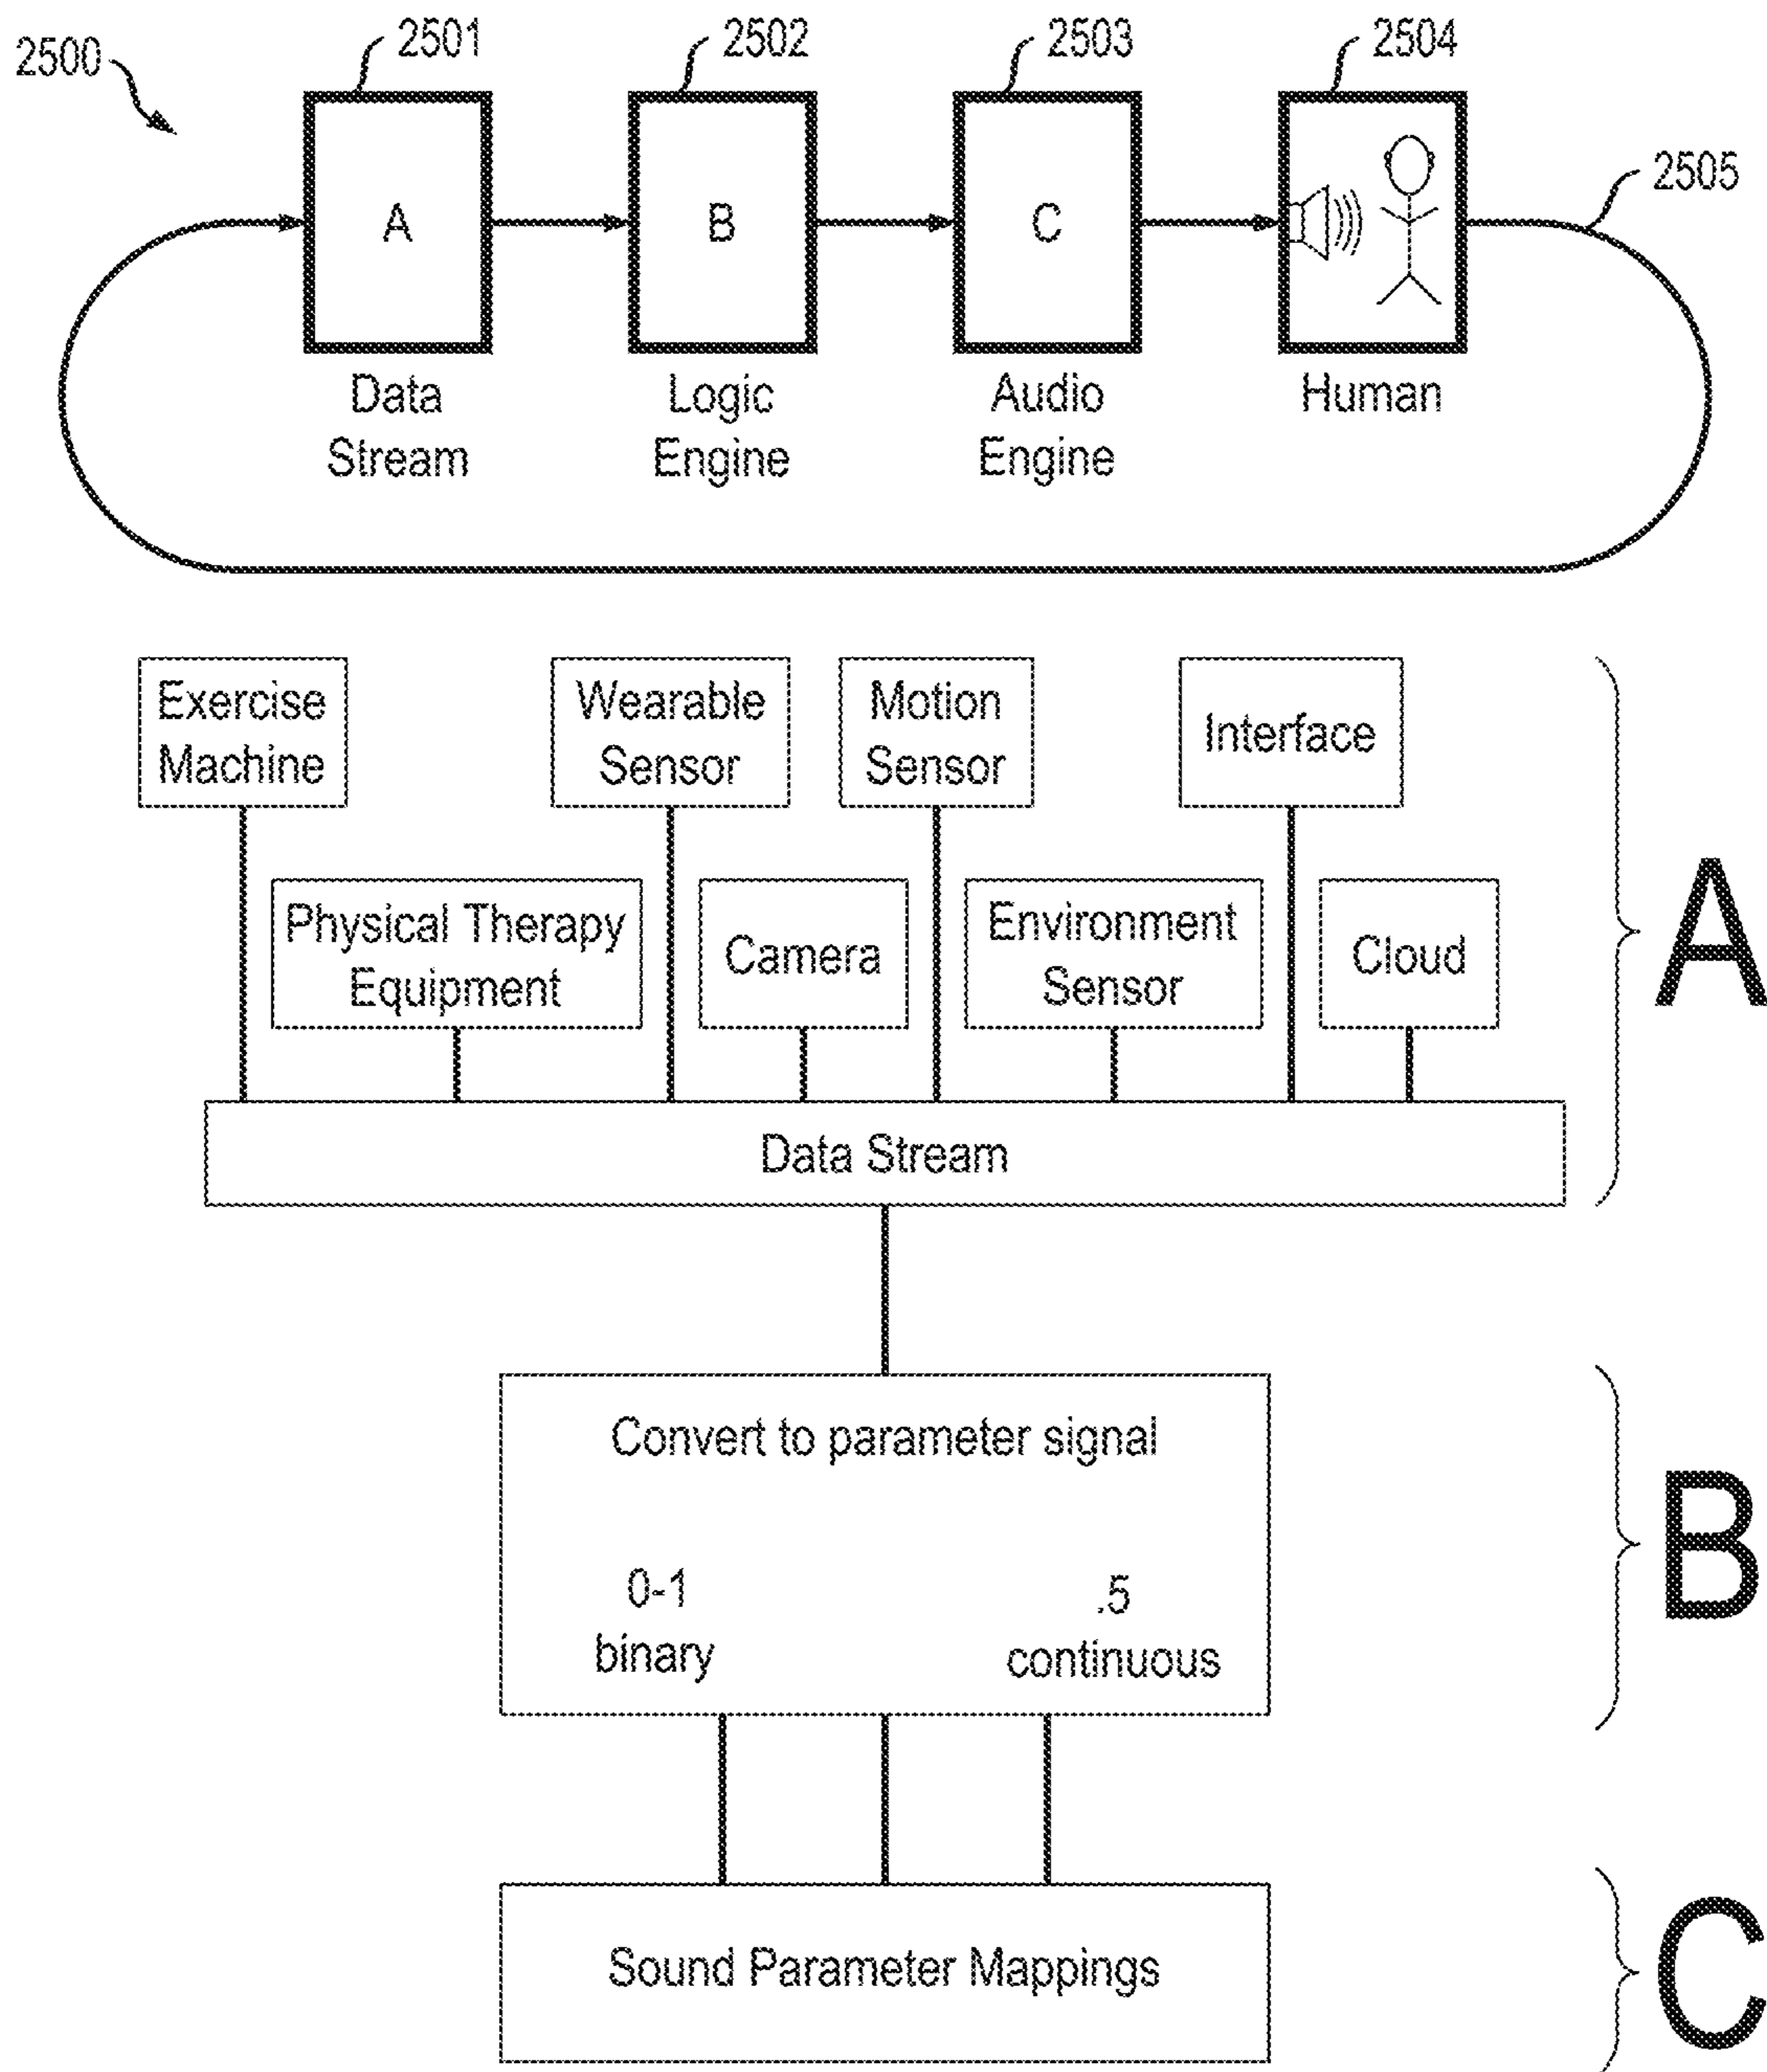 2500
2501
2502
2503
2504
2505
A
B
C
Data
Stream
Logic
Engine
Audio
Engine
Human
Exercise
Machine
Wearable
Sensor
Motion
Sensor
Interface
Physical Therapy
Equipment
Camera
Environment
Sensor
Cloud
Data Stream
A
Convert to parameter signal
0-1
binary
.5
continuous
B
Sound Parameter Mappings
C